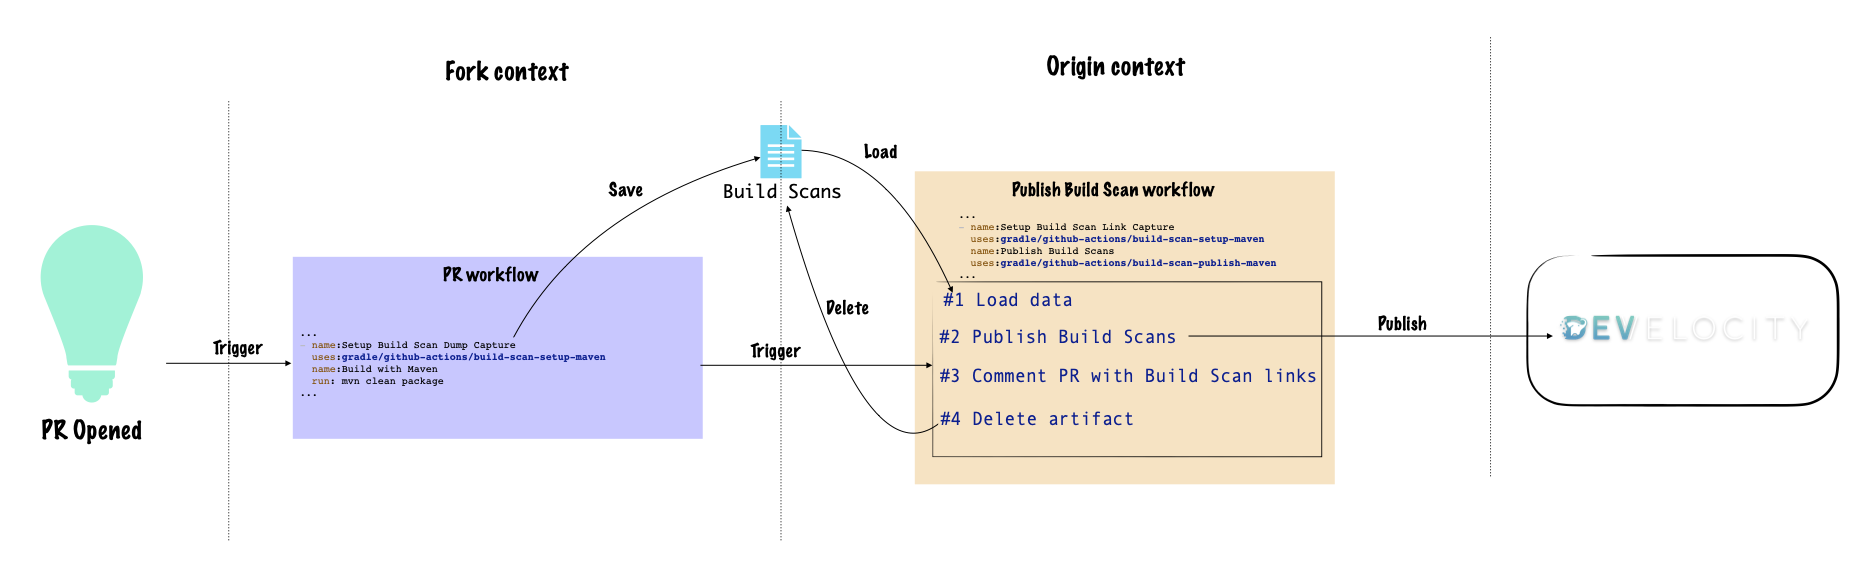 Fork context
Origin context
Build Scans
Save
Load
Delete
PR Opened
Trigger
PR workflow
...
- name:Setup Build Scan Dump Capture
uses:gradle/github-actions/build-scan-setup-maven
name:Build with Maven
run: mvn clean package
...
Trigger
Publish Build Scan workflow
...
- name:Setup Build Scan Link Capture
uses:gradle/github-actions/build-scan-setup-maven
name:Publish Build Scans
uses:gradle/github-actions/build-scan-publish-maven
...
#1 Load data
#2 Publish Build Scans
#3 Comment PR with Build Scan links
#4 Delete artifact
Publish
DEVELOCITY